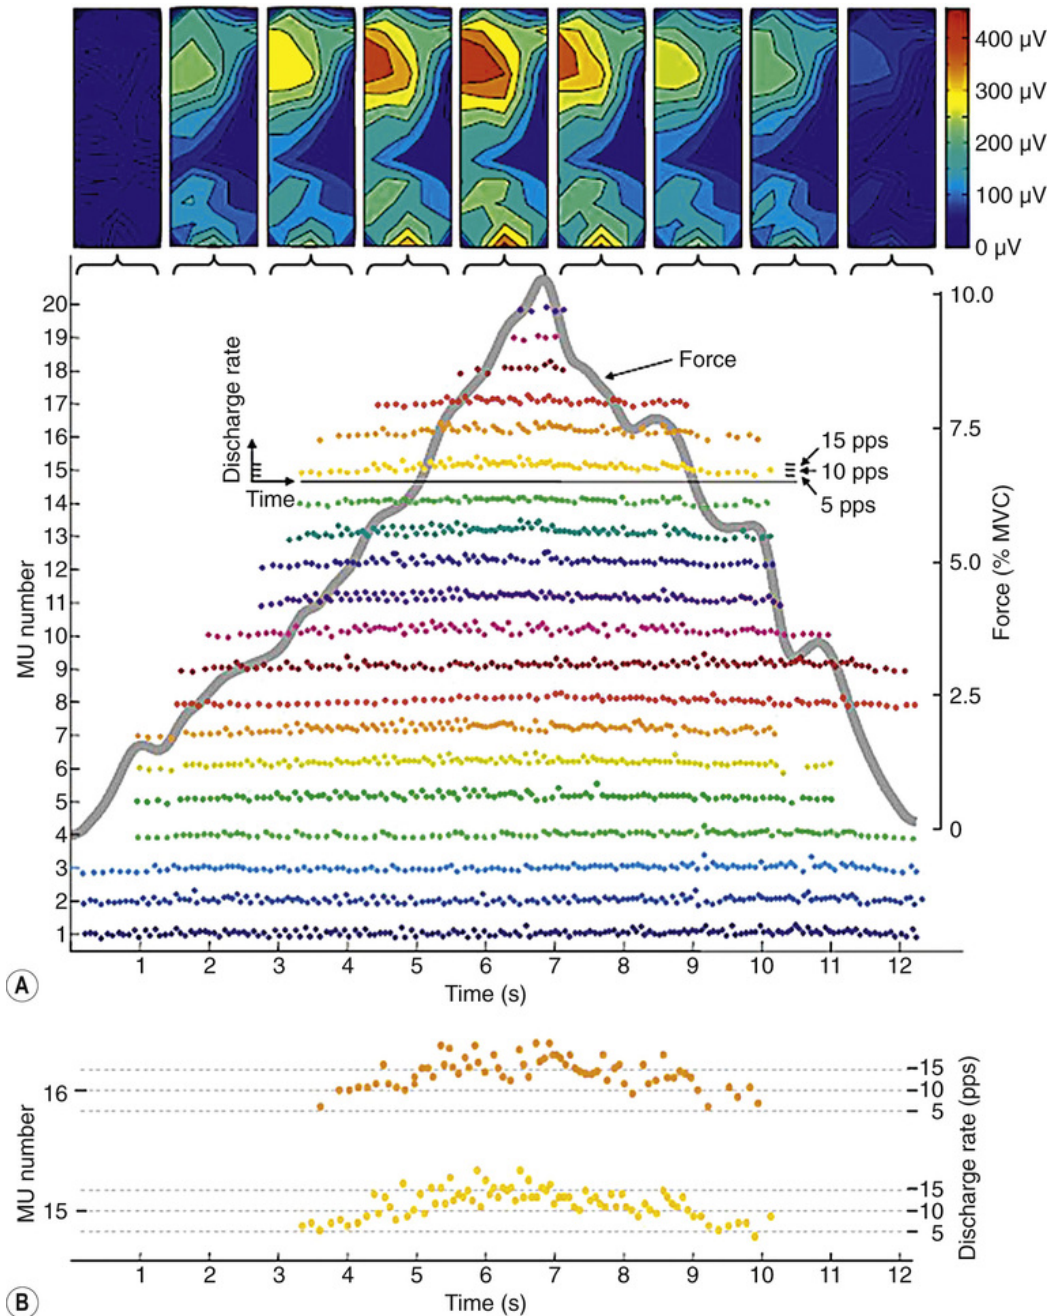 400 µV
300 µV
200 µV
100 µV
0 µV
MU number
20
19
18
17
16
15
14
13
12
11
10
9
8
7
6
5
4
3
2
1
Discharge rate
Time
Force
15 pps
10 pps
5 pps
10.0
7.5
5.0
2.5
0
Force (% MVC)
1 2 3 4 5 6 7 8 9 10 11 12
Time (s)
A
MU number
16
15
15
10
5
15
10
5
Discharge rate (pps)
1 2 3 4 5 6 7 8 9 10 11 12
Time (s)
B